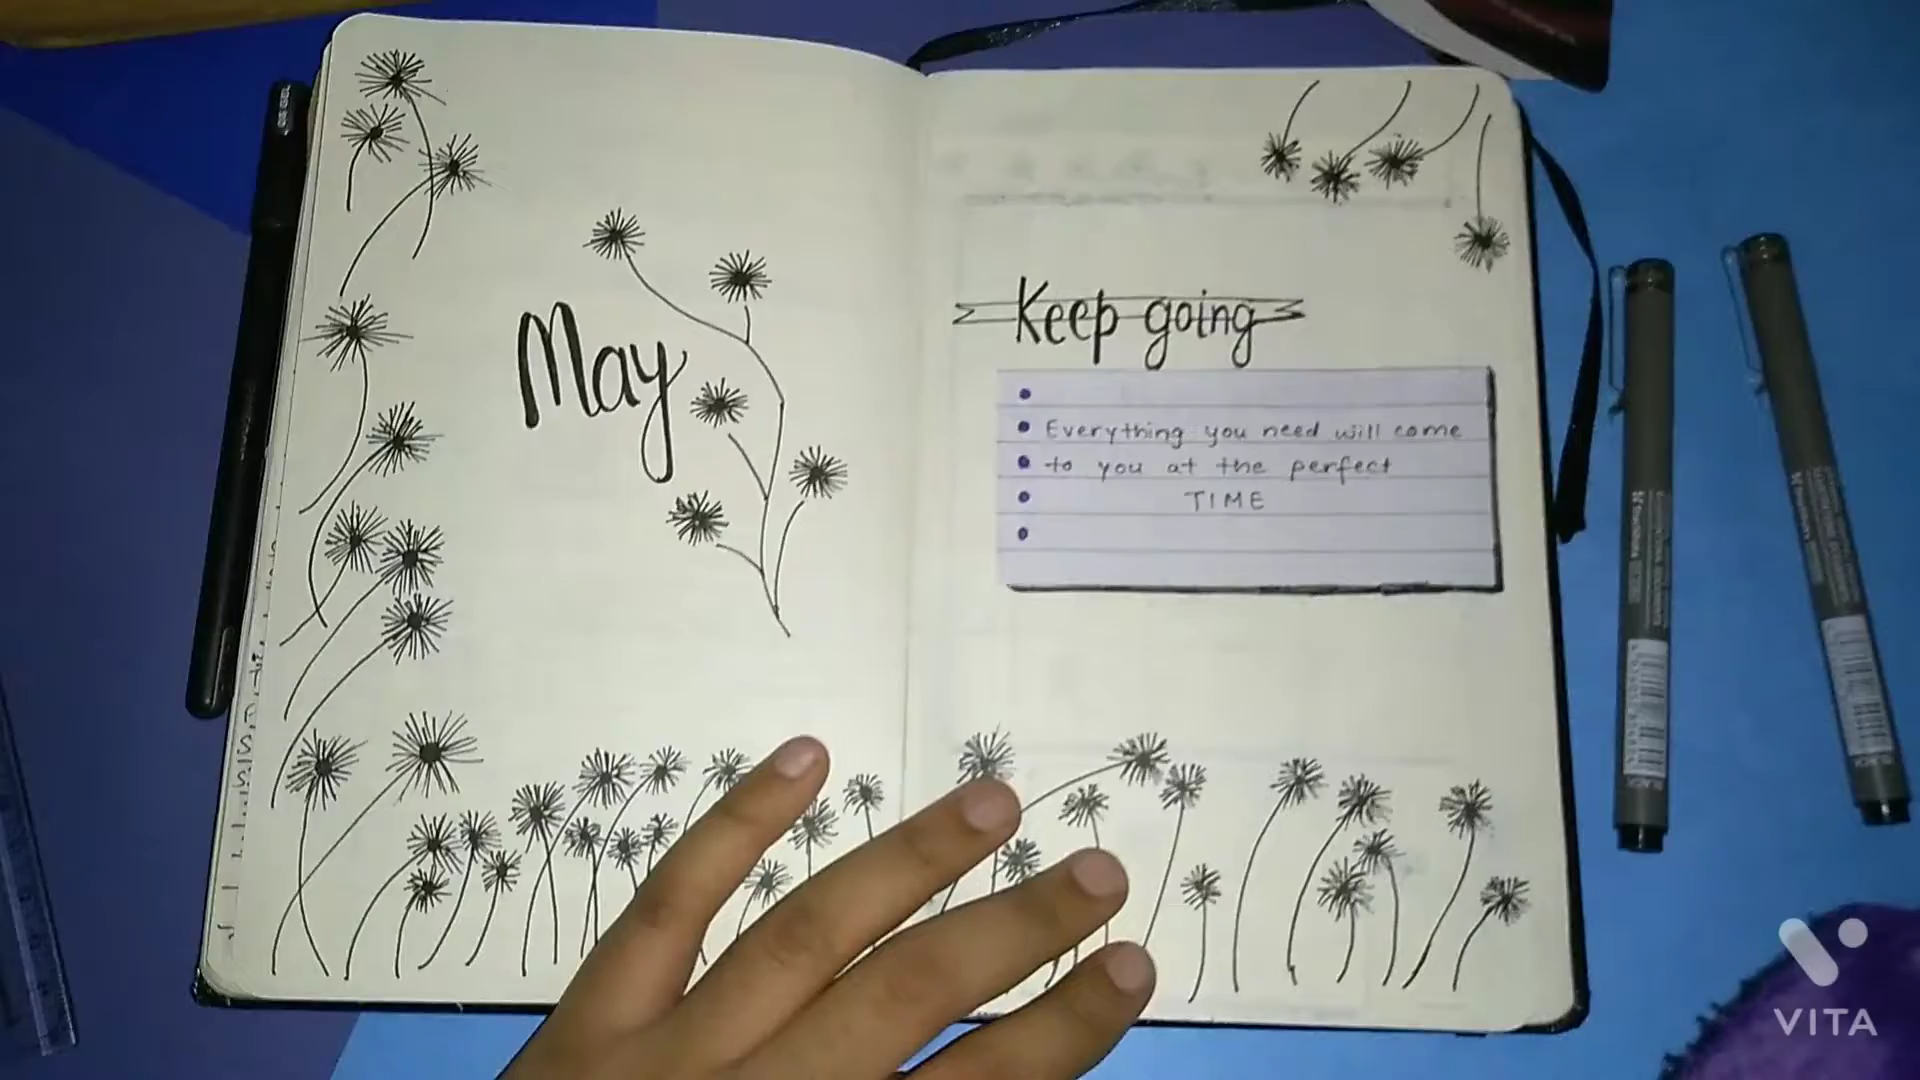 May
Keep going
Everything you need will come
to you at the perfect
TIME
VITA